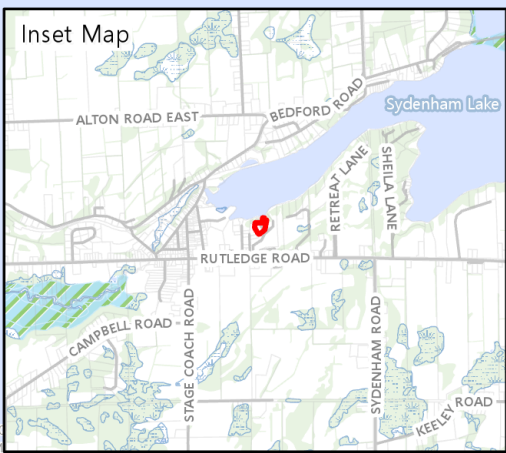 Inset Map
Sydenham Lake
BEDFORD ROAD
ALTON ROAD EAST
RETREAT LANE
SHEILA LANE
RUTLEDGE ROAD
CAMPBELL ROAD
STAGE COACH ROAD
SYDENHAM ROAD
KEELEY ROAD